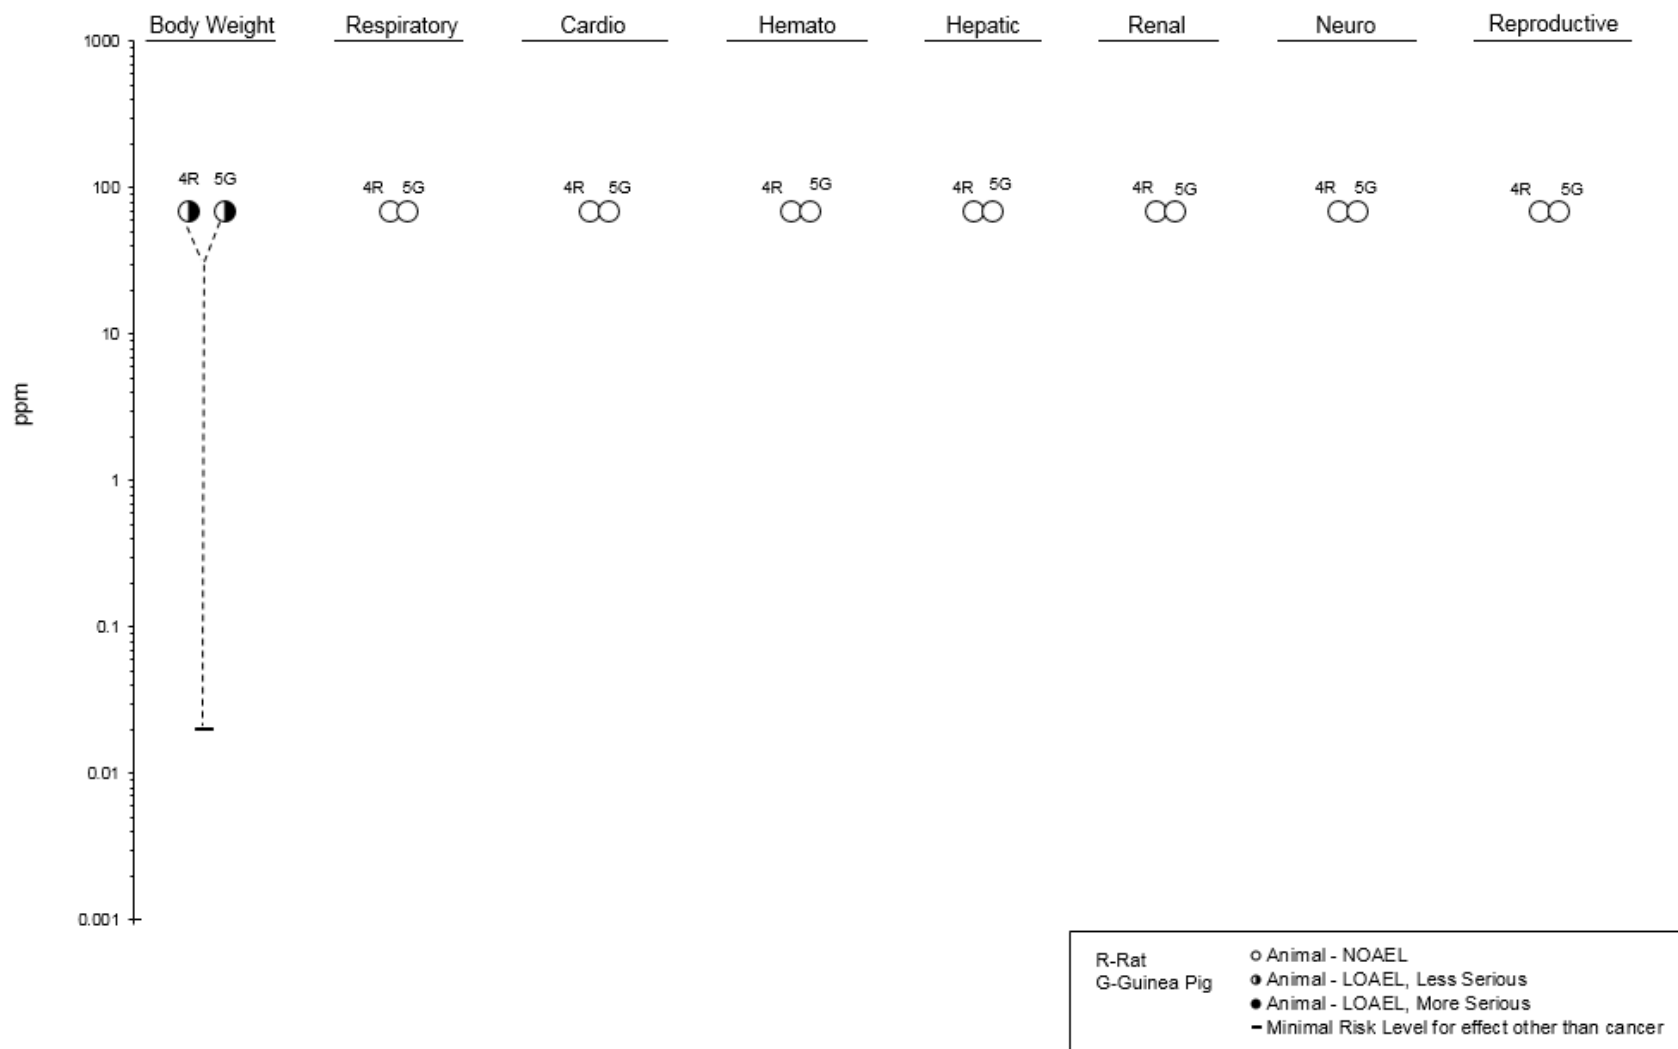 Body Weight Respiratory Cardio Hemato Hepatic Renal Neuro Reproductive
1000
4R 5G 4R 5G 4R 5G 4R 5G 4R 5G 4R 5G 4R 5G 4R 5G
100
10
ppm
1
0.1
0.01
0.001
R-Rat
G-Guinea Pig
Animal - NOAEL
Animal - LOAEL, Less Serious
Animal - LOAEL, More Serious
Minimal Risk Level for effect other than cancer